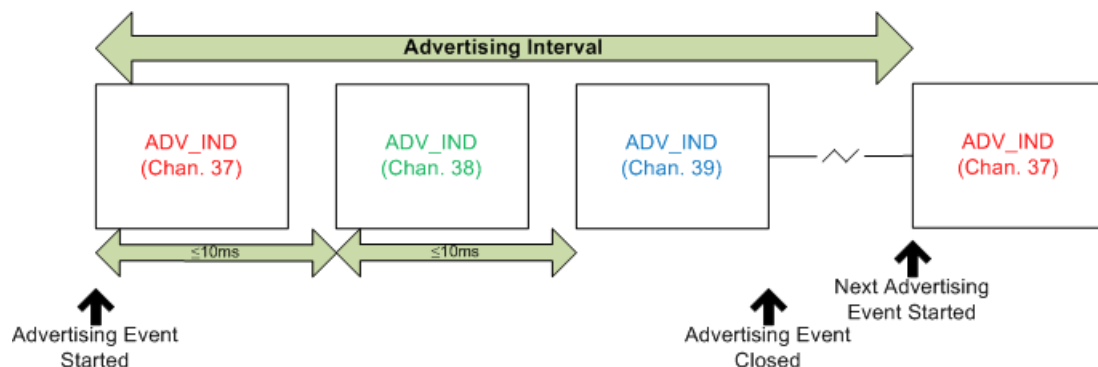 Advertising Interval
ADV_IND
(Chan. 37)
ADV_IND
(Chan. 38)
ADV_IND
(Chan. 39)
ADV_IND
(Chan. 37)
≤10ms
≤10ms
Advertising Event
Started
Advertising Event
Closed
Next Advertising
Event Started